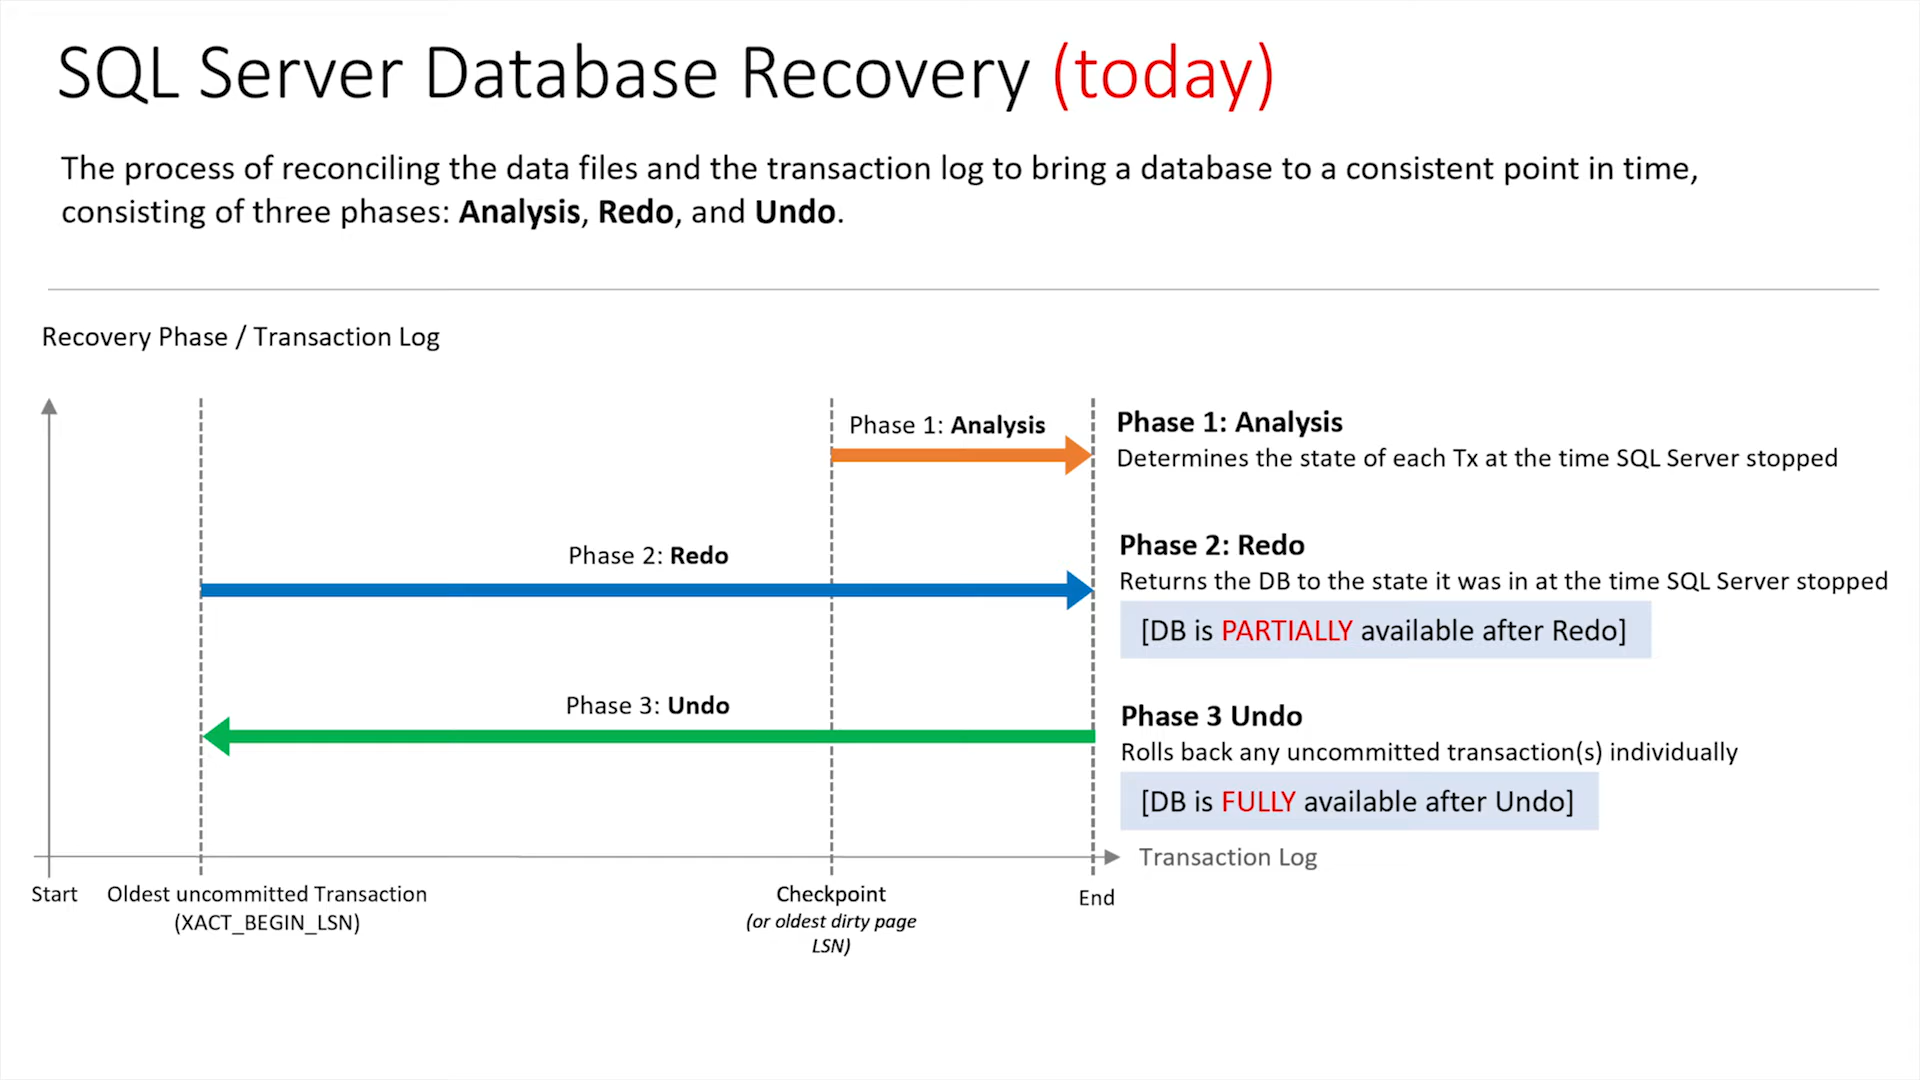 SQL Server Database Recovery (today)
The process of reconciling the data files and the transaction log to bring a database to a consistent point in time,
consisting of three phases: Analysis, Redo, and Undo.
Recovery Phase / Transaction Log
Phase 1: Analysis
Phase 1: Analysis
Determines the state of each Tx at the time SQL Server stopped
Phase 2: Redo
Phase 2: Redo
Returns the DB to the state it was in at the time SQL Server stopped
[DB is PARTIALLY available after Redo]
Phase 3: Undo
Phase 3 Undo
Rolls back any uncommitted transaction(s) individually
[DB is FULLY available after Undo]
Transaction Log
Start
Oldest uncommitted Transaction
(XACT_BEGIN_LSN)
Checkpoint
(or oldest dirty page
LSN)
End